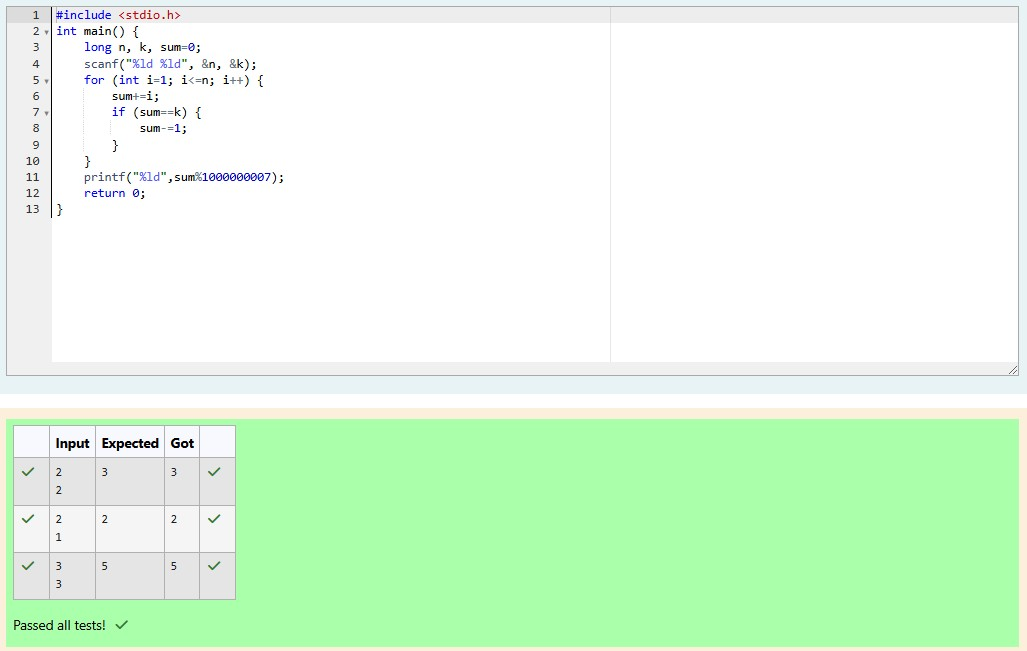 1 #include <stdio.h>
2 int main() {
3     long n, k, sum=0;
4     scanf("%ld %ld", &n, &k);
5     for (int i=1; i<=n; i++) {
6         sum+=i;
7         if (sum==k) {
8             sum-=1;
9         }
10     }
11     printf("%ld",sum%1000000007);
12     return 0;
13 }
Input Expected Got
2 3 3
2
2 2 2
1
3 5 5
3
Passed all tests!